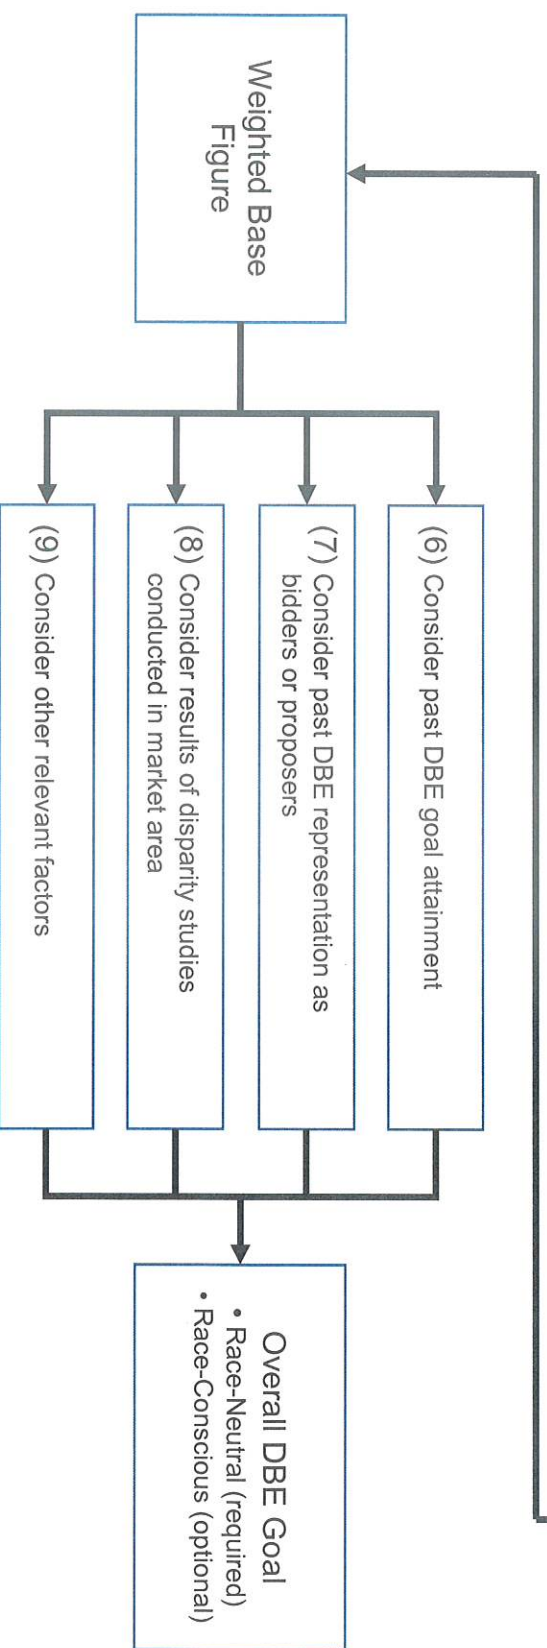 Weighted Base
Figure
(6) Consider past DBE goal attainment
(7) Consider past DBE representation as
bidders or proposers
(8) Consider results of disparity studies
conducted in market area
(9) Consider other relevant factors
Overall DBE Goal
• Race-Neutral (required)
• Race-Conscious (optional)